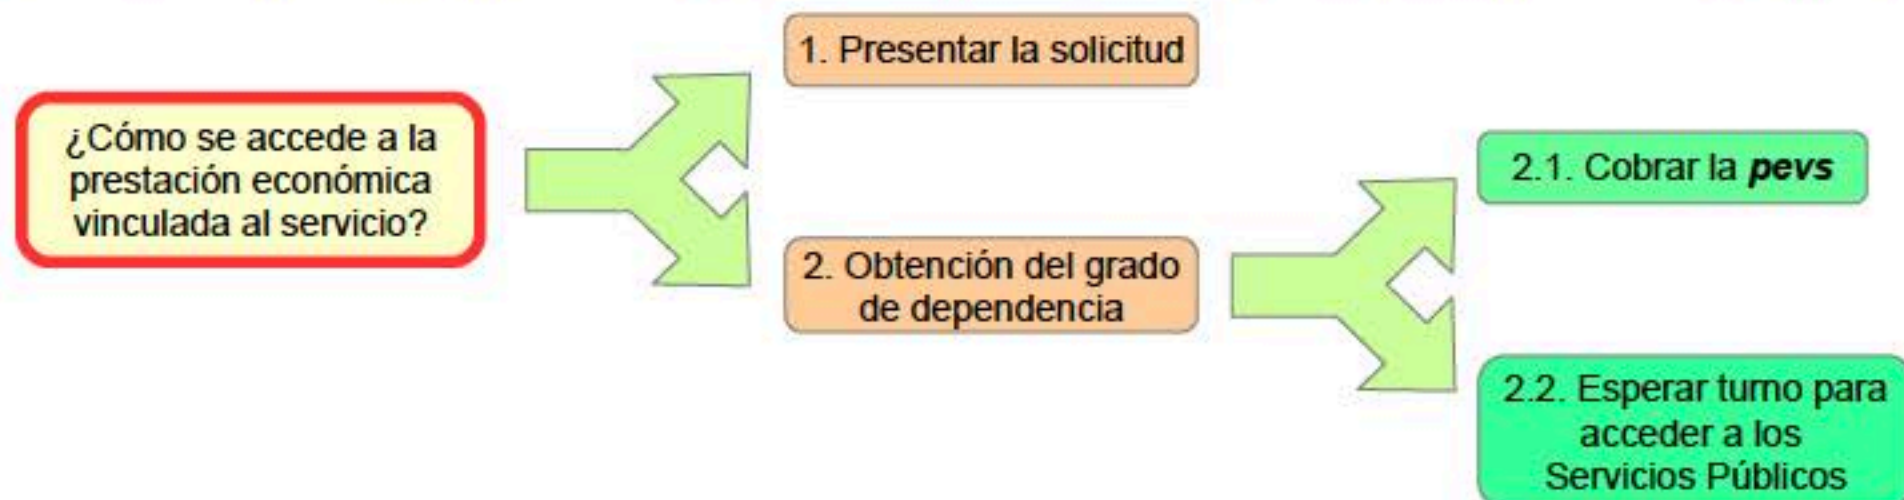 ¿Cómo se accede a la
prestación económica
vinculada al servicio?
1. Presentar la solicitud
2. Obtención del grado
de dependencia
2.1. Cobrar la pevs
2.2. Esperar turno para
acceder a los
Servicios Públicos